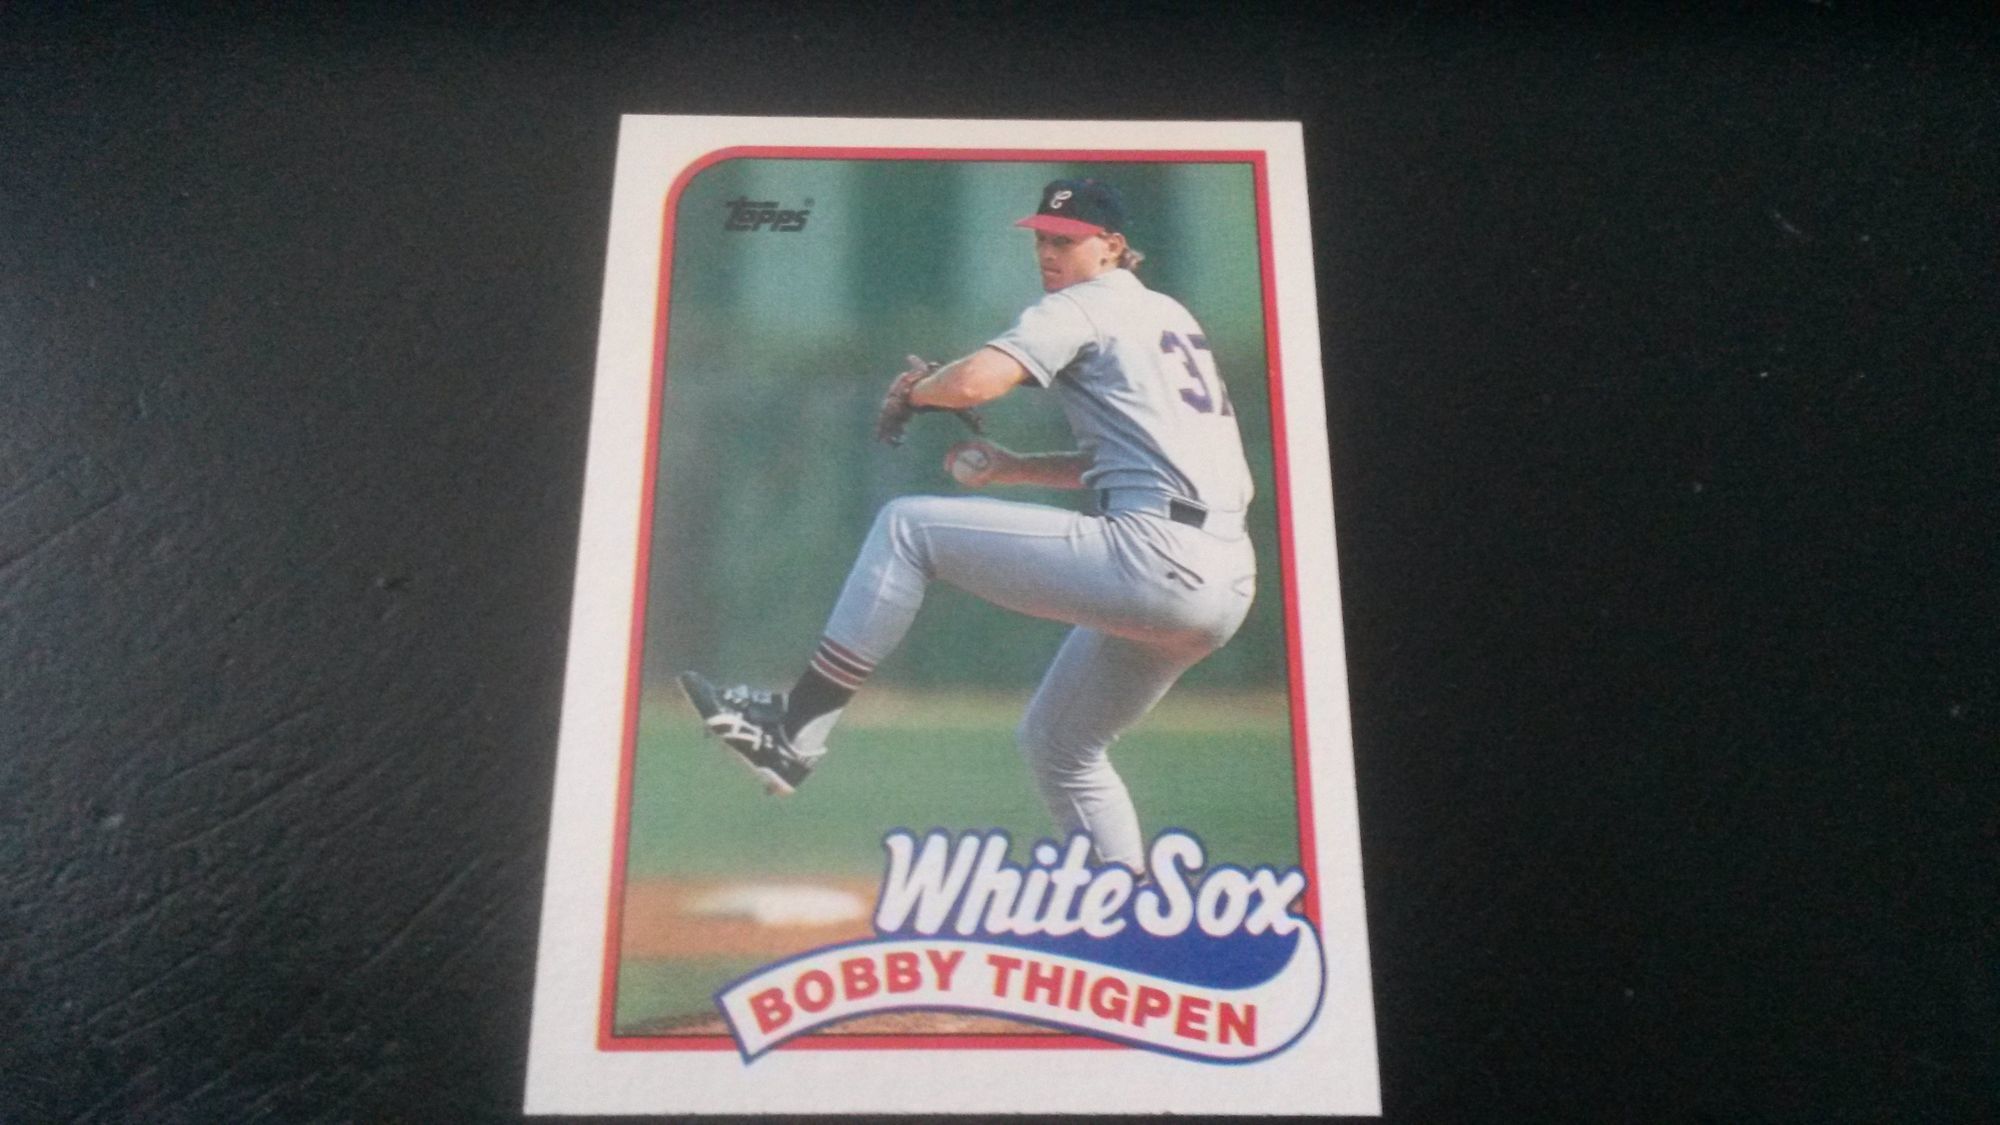 Topps®
C
37
White Sox
BOBBY THIGPEN